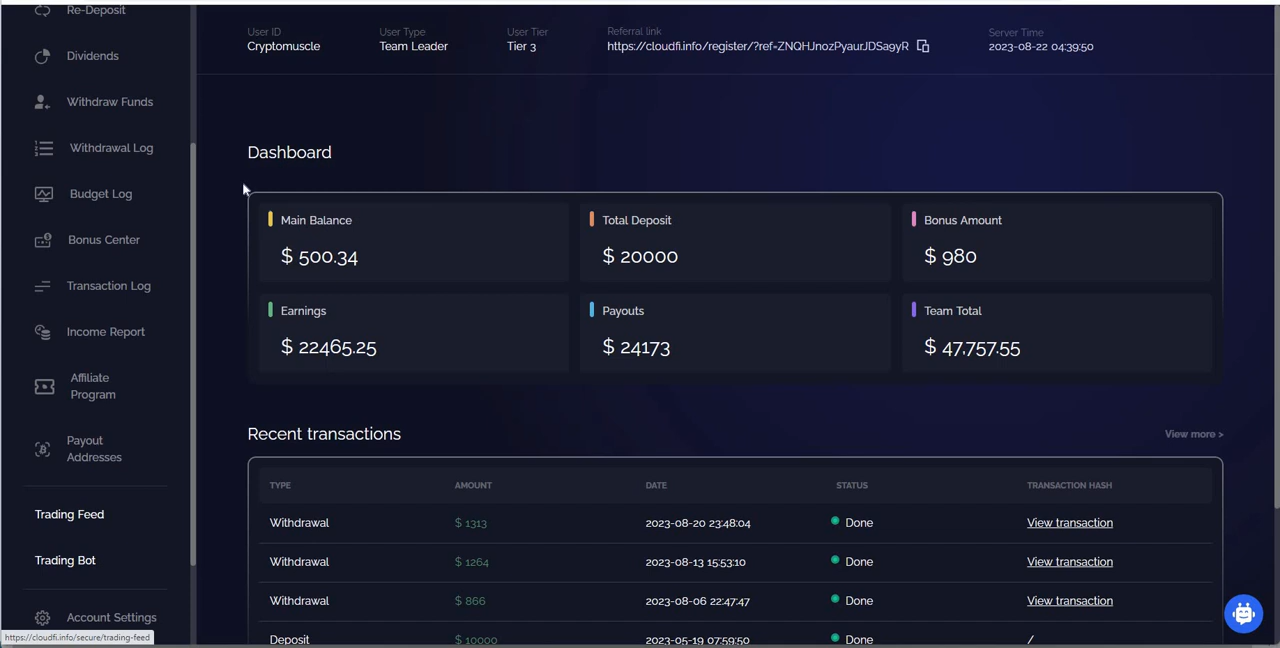 Re-Deposit
Dividends
Withdraw Funds
Withdrawal Log
Budget Log
Bonus Center
Transaction Log
Income Report
Affiliate
Program
Payout
Addresses
Trading Feed
Trading Bot
Account Settings
https://cloudfi.info/secure/trading-feed
User ID
Cryptomuscle
User Type
Team Leader
User Tier
Tier 3
Referral link
https://cloudfi.info/register/?ref=ZNQHJnozPyaurJDSa9yR
Server Time
2023-08-22 04:39:50
Dashboard
Main Balance
$ 500.34
Total Deposit
$ 20000
Bonus Amount
$ 980
Earnings
$ 22465.25
Payouts
$ 24173
Team Total
$ 47,757.55
Recent transactions
View more >
TYPE AMOUNT DATE STATUS TRANSACTION HASH
Withdrawal $ 1313 2023-08-20 23:48:04 Done View transaction
Withdrawal $ 1264 2023-08-13 15:53:10 Done View transaction
Withdrawal $ 866 2023-08-06 22:47:47 Done View transaction
Deposit $ 10000 2023-05-19 07:59:50 Done /